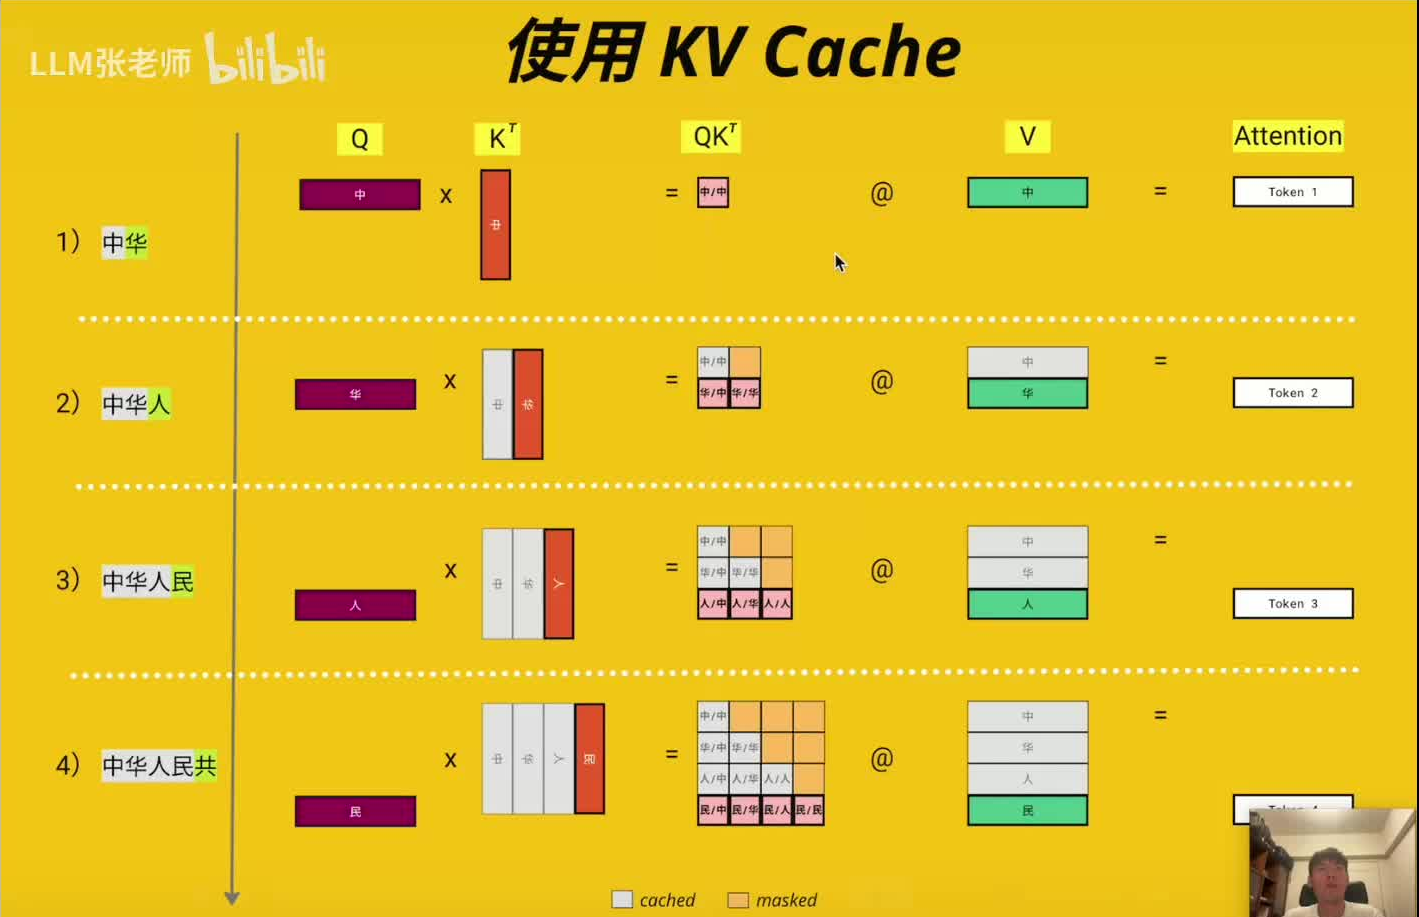 使用 KV Cache
LLM张老师 bilibili
Q K^T QK^T V Attention
中 x 中 = 中/中 @ 中 = Token 1
1) 中华
2) 中华人
华 x 中 华 = 中/中 @ 中 =
华/中 华/华 华 Token 2
3) 中华人民
人 x 中 华 人 = 中/中 @ 中 =
华/中 华/华 华
人/中 人/华 人/人 人 Token 3
4) 中华人民共
民 x 中 华 人 民 = 中/中 @ 中 =
华/中 华/华 华
人/中 人/华 人/人 人
民/中 民/华 民/人 民/民 民
cached masked